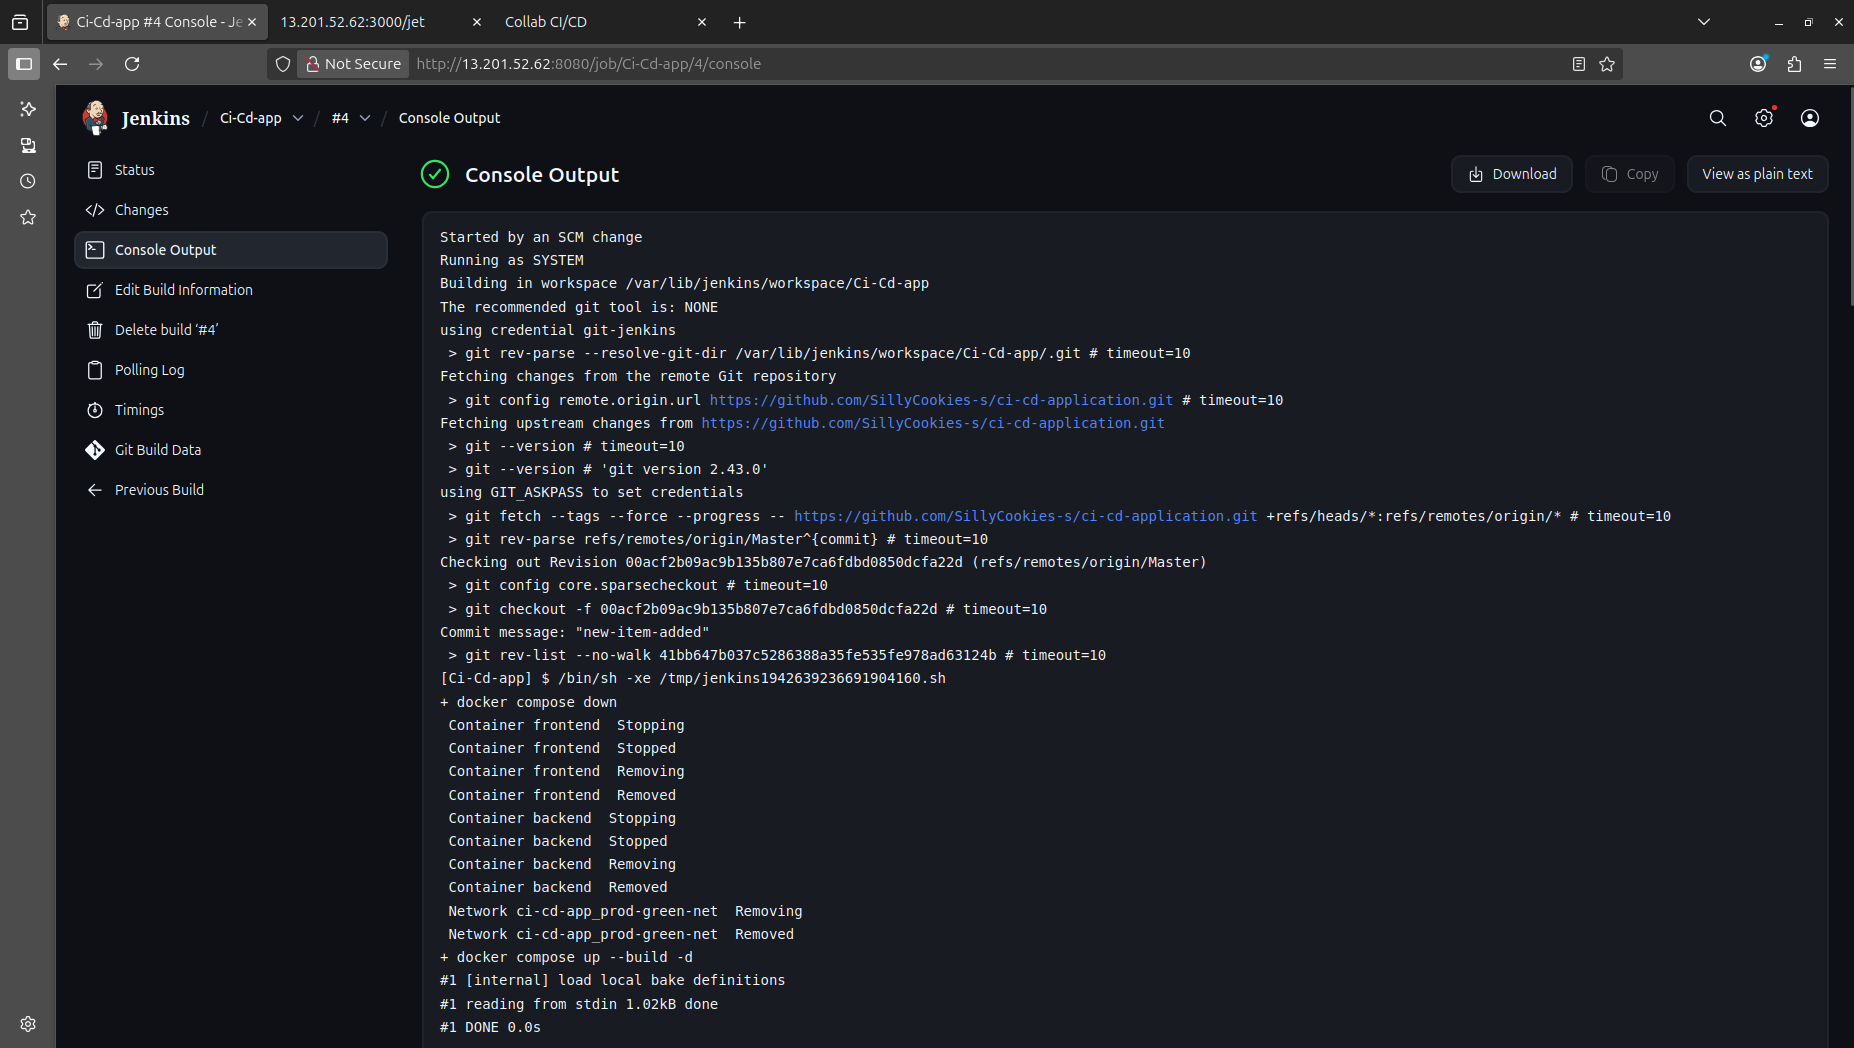 Ci-Cd-app #4 Console - Je
13.201.52.62:3000/jet
Collab CI/CD
Not Secure
http://13.201.52.62:8080/job/Ci-Cd-app/4/console
Jenkins / Ci-Cd-app / #4 / Console Output
Status
Changes
Console Output
Edit Build Information
Delete build ‘#4’
Polling Log
Timings
Git Build Data
Previous Build
Console Output
Download
Copy
View as plain text
Started by an SCM change
Running as SYSTEM
Building in workspace /var/lib/jenkins/workspace/Ci-Cd-app
The recommended git tool is: NONE
using credential git-jenkins
> git rev-parse --resolve-git-dir /var/lib/jenkins/workspace/Ci-Cd-app/.git # timeout=10
Fetching changes from the remote Git repository
> git config remote.origin.url https://github.com/SillyCookies-s/ci-cd-application.git # timeout=10
Fetching upstream changes from https://github.com/SillyCookies-s/ci-cd-application.git
> git --version # timeout=10
> git --version # 'git version 2.43.0'
using GIT_ASKPASS to set credentials
> git fetch --tags --force --progress -- https://github.com/SillyCookies-s/ci-cd-application.git +refs/heads/*:refs/remotes/origin/* # timeout=10
> git rev-parse refs/remotes/origin/Master^{commit} # timeout=10
Checking out Revision 00acf2b09ac9b135b807e7ca6fdbd0850dcfa22d (refs/remotes/origin/Master)
> git config core.sparsecheckout # timeout=10
> git checkout -f 00acf2b09ac9b135b807e7ca6fdbd0850dcfa22d # timeout=10
Commit message: "new-item-added"
> git rev-list --no-walk 41bb647b037c5286388a35fe535fe978ad63124b # timeout=10
[Ci-Cd-app] $ /bin/sh -xe /tmp/jenkins1942639236691904160.sh
+ docker compose down
Container frontend  Stopping
Container frontend  Stopped
Container frontend  Removing
Container frontend  Removed
Container backend  Stopping
Container backend  Stopped
Container backend  Removing
Container backend  Removed
Network ci-cd-app_prod-green-net  Removing
Network ci-cd-app_prod-green-net  Removed
+ docker compose up --build -d
#1 [internal] load local bake definitions
#1 reading from stdin 1.02kB done
#1 DONE 0.0s